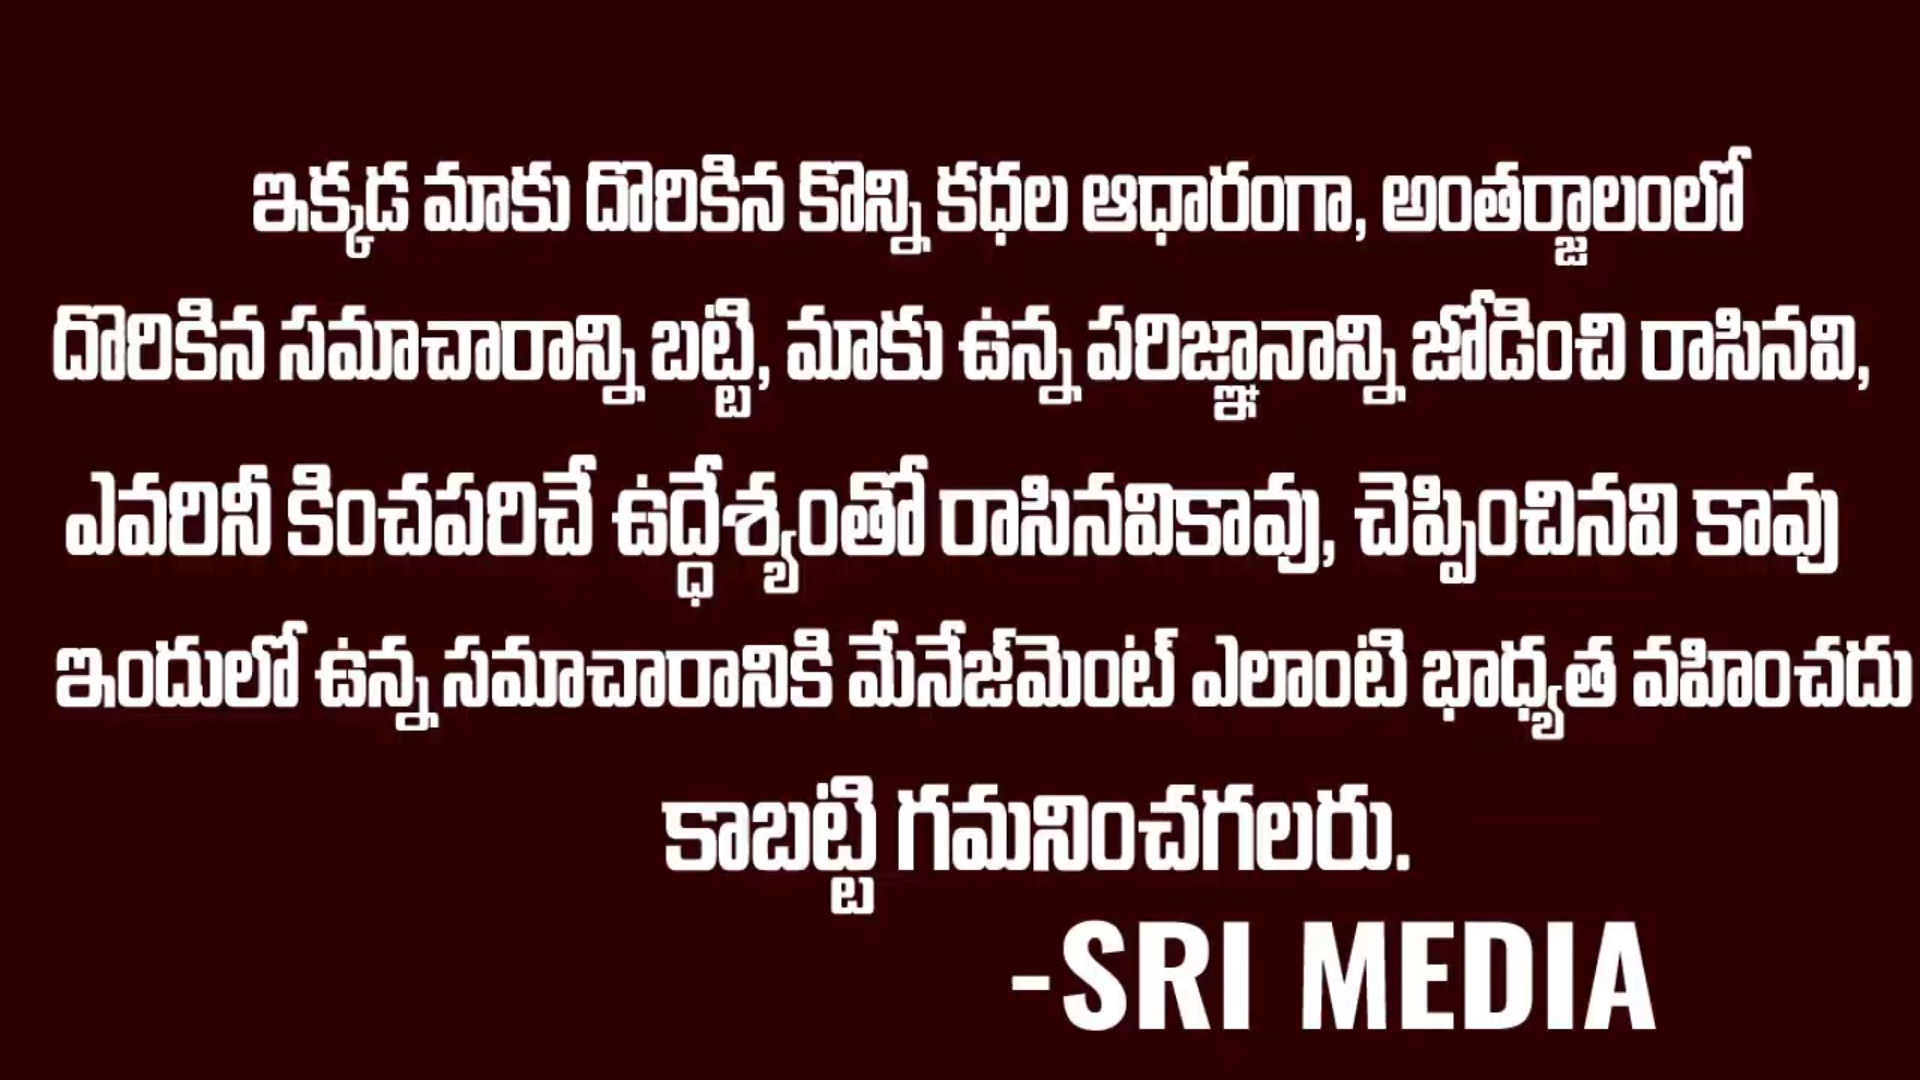 ఇక్కడ మాకు దొరికిన కొన్ని కధల ఆధారంగా, అంతర్జాలంలో
దొరికిన సమాచారాన్ని బట్టి, మాకు ఉన్న పరిజ్ఞానాన్ని జోడించి రాసినవి,
ఎవరినీ కించపరిచే ఉద్ధేశ్యంతో రాసినవికావు, చెప్పించినవి కావు
ఇందులో ఉన్న సమాచారానికి మేనేజ్‌మెంట్ ఎలాంటి భాధ్యత వహించదు
కాబట్టి గమనించగలరు.
-SRI MEDIA